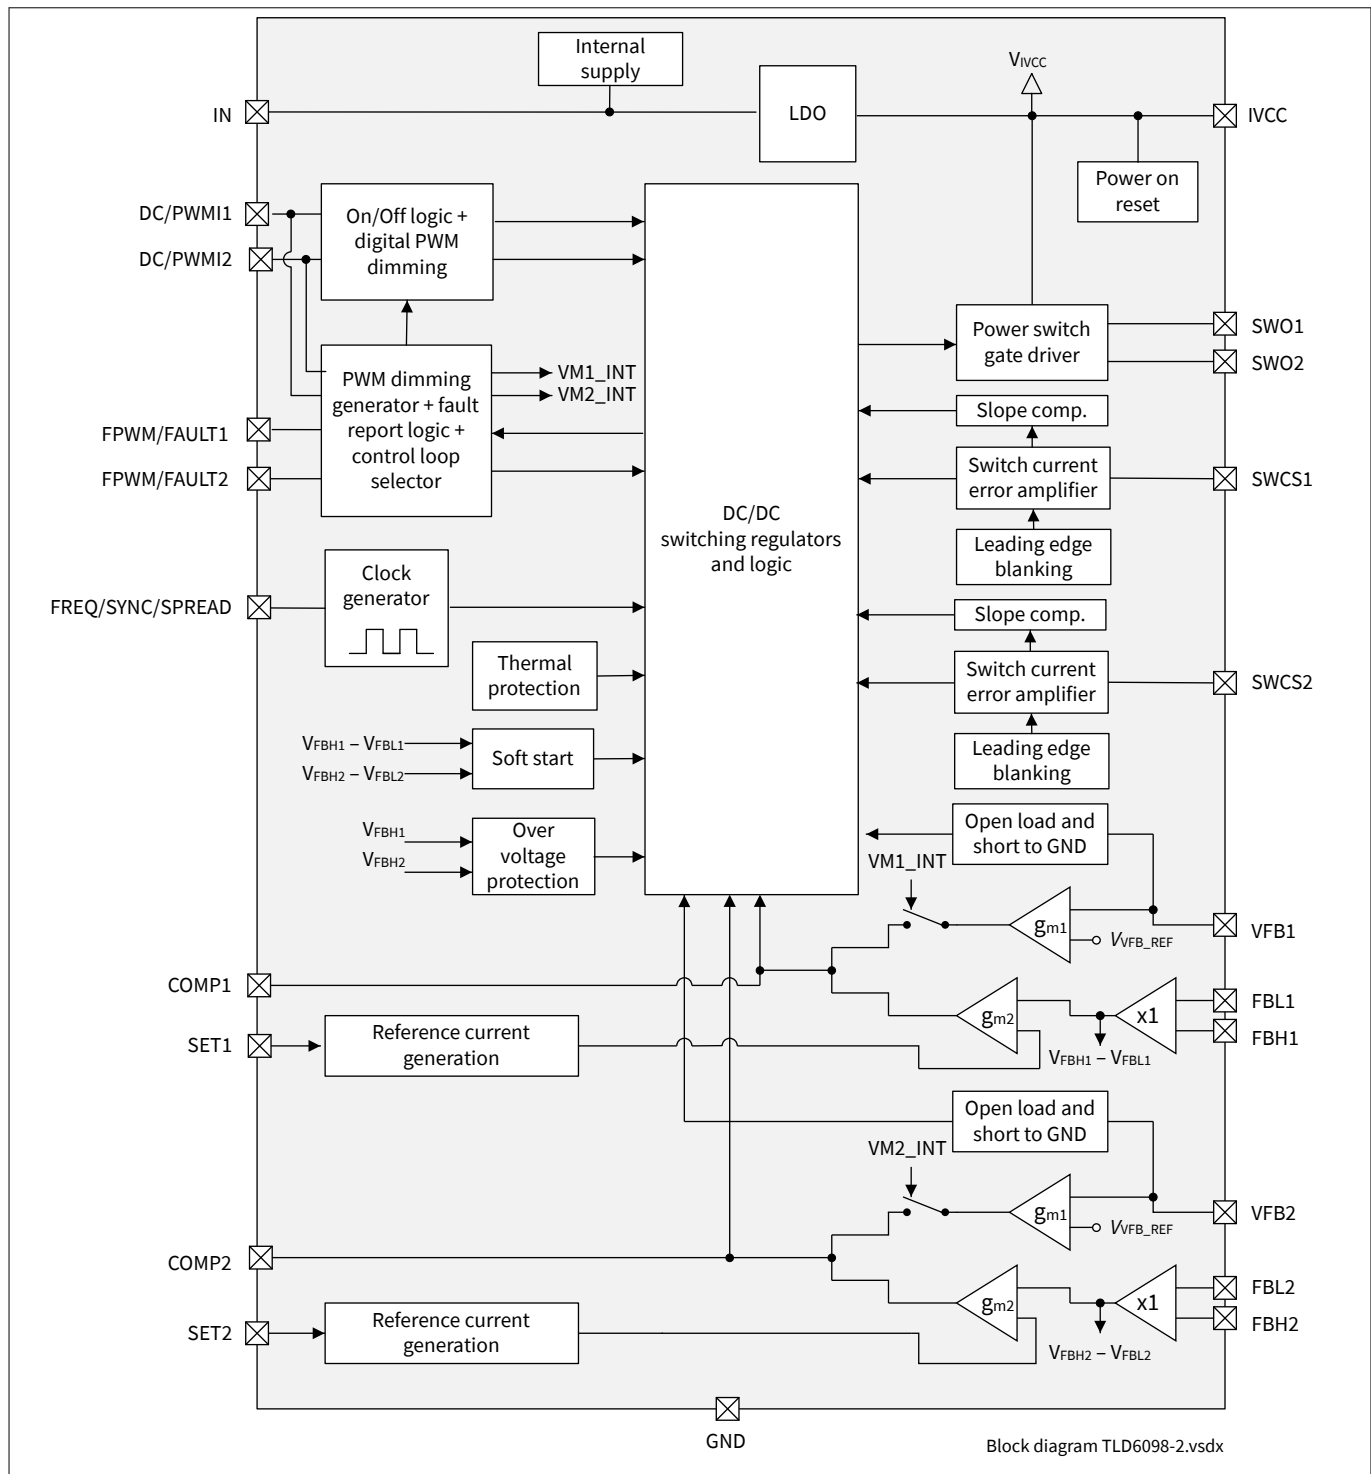 Internal
supply
VIVCC
IN
LDO
IVCC
Power on
reset
DC/PWMI1
DC/PWMI2
On/Off logic +
digital PWM
dimming
PWM dimming
generator + fault
report logic +
control loop
selector
VM1_INT
VM2_INT
FPWM/FAULT1
FPWM/FAULT2
DC/DC
switching regulators
and logic
Power switch
gate driver
SWO1
SWO2
Slope comp.
Switch current
error amplifier
SWCS1
Leading edge
blanking
FREQ/SYNC/SPREAD
Clock
generator
Slope comp.
Thermal
protection
Switch current
error amplifier
SWCS2
VFBH1 – VFBL1
VFBH2 – VFBL2
Soft start
Leading edge
blanking
VFBH1
VFBH2
Over
voltage
protection
Open load and
short to GND
VM1_INT
gm1
VVFB_REF
VFB1
COMP1
gm2
x1
FBL1
FBH1
VFBH1 – VFBL1
SET1
Reference current
generation
Open load and
short to GND
VM2_INT
gm1
VVFB_REF
VFB2
COMP2
gm2
x1
FBL2
FBH2
VFBH2 – VFBL2
SET2
Reference current
generation
GND
Block diagram TLD6098-2.vsdx